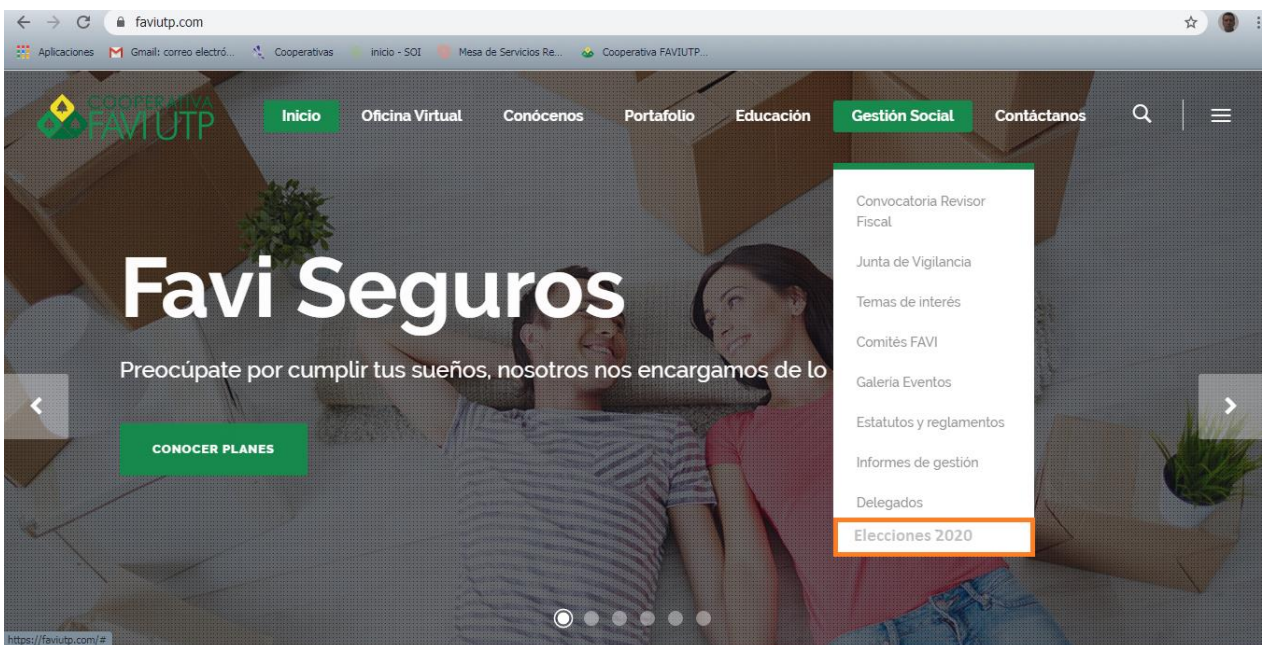 faviutp.com
Aplicaciones Gmail: correo electró... Cooperativas inicio - SOI Mesa de Servicios Re... Cooperativa FAVIUTP...
COOPERATIVA
FAVI UTP
Inicio Oficina Virtual Conócenos Portafolio Educación Gestión Social Contáctanos
Convocatoria Revisor
Fiscal
Junta de Vigilancia
Temas de interés
Comités FAVI
Galería Eventos
Estatutos y reglamentos
Informes de gestión
Delegados
Elecciones 2020
Favi Seguros
Preocúpate por cumplir tus sueños, nosotros nos encargamos de lo
CONOCER PLANES
https://faviutp.com/#